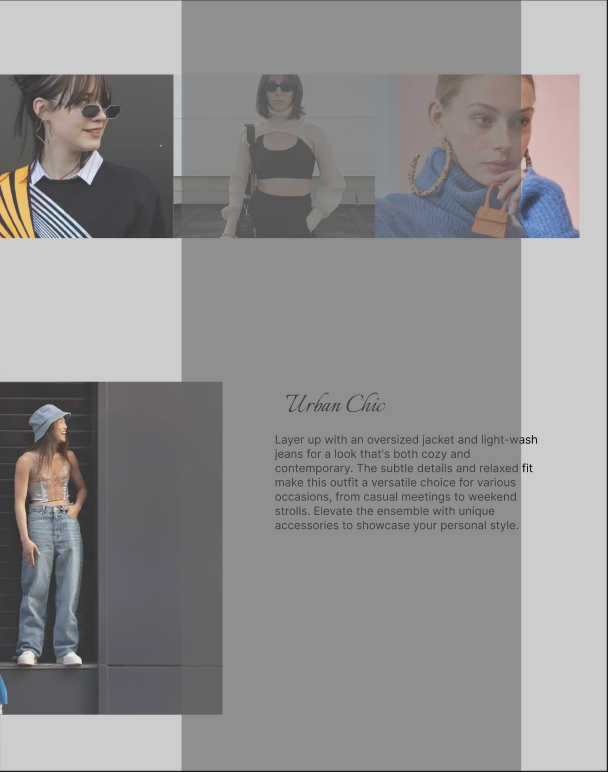 Urban Chic
Layer up with an oversized jacket and light-wash
jeans for a look that's both cozy and
contemporary. The subtle details and relaxed fit
make this outfit a versatile choice for various
occasions, from casual meetings to weekend
strolls. Elevate the ensemble with unique
accessories to showcase your personal style.